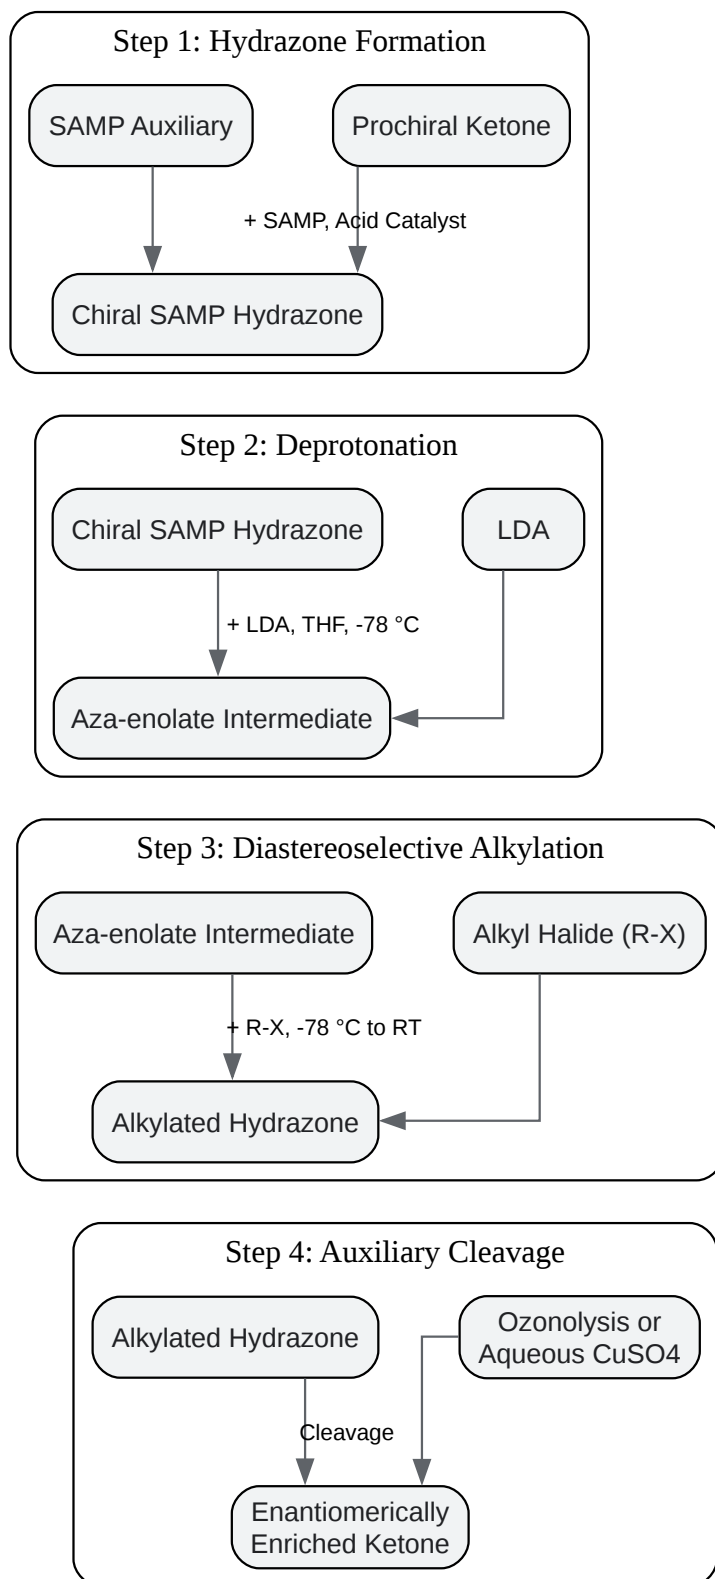 Step 1: Hydrazone Formation
SAMP Auxiliary
Prochiral Ketone
+ SAMP, Acid Catalyst
Chiral SAMP Hydrazone
Step 2: Deprotonation
Chiral SAMP Hydrazone
LDA
+ LDA, THF, -78 °C
Aza-enolate Intermediate
Step 3: Diastereoselective Alkylation
Aza-enolate Intermediate
Alkyl Halide (R-X)
+ R-X, -78 °C to RT
Alkylated Hydrazone
Step 4: Auxiliary Cleavage
Alkylated Hydrazone
Ozonolysis or
Aqueous CuSO4
Cleavage
Enantiomerically
Enriched Ketone